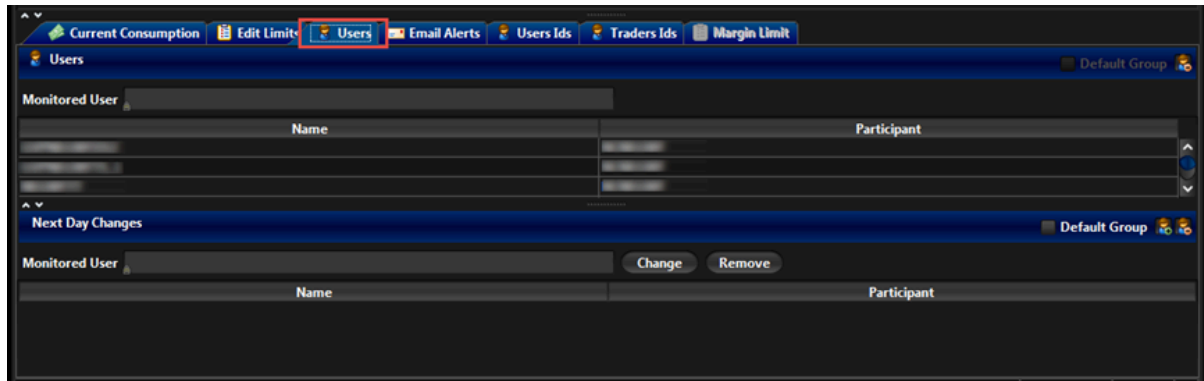 Current Consumption Edit Limits Users Email Alerts Users Ids Traders Ids Margin Limit
Users Default Group
Monitored User
Name Participant
Next Day Changes Default Group
Monitored User Change Remove
Name Participant